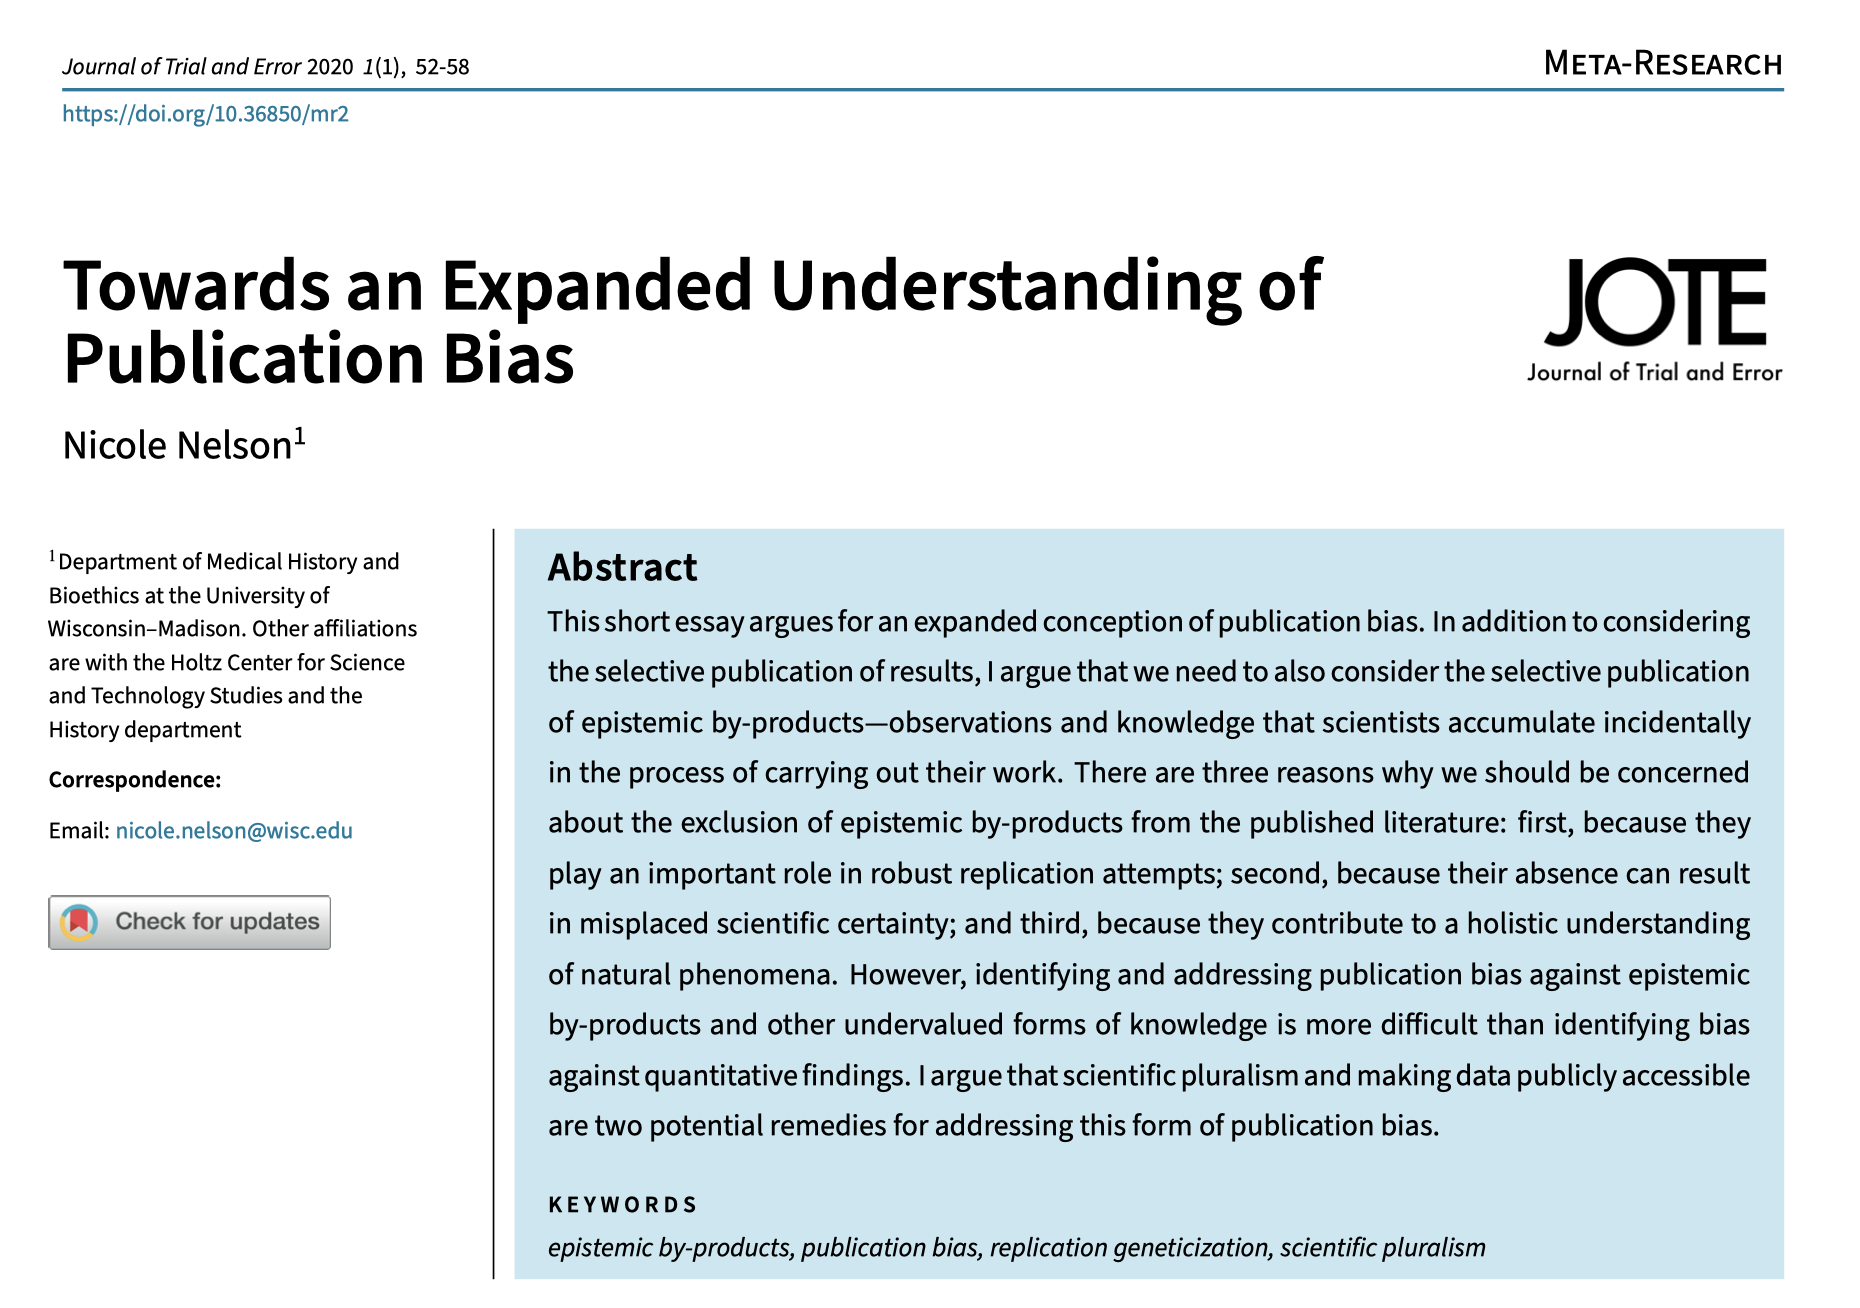 Journal of Trial and Error 2020 1(1), 52-58
META-RESEARCH
https://doi.org/10.36850/mr2
Towards an Expanded Understanding of
Publication Bias
JOTE
Journal of Trial and Error
Nicole Nelson1
1 Department of Medical History and
Bioethics at the University of
Wisconsin–Madison. Other affiliations
are with the Holtz Center for Science
and Technology Studies and the
History department
Correspondence:
Email: nicole.nelson@wisc.edu
Check for updates
Abstract
This short essay argues for an expanded conception of publication bias. In addition to considering
the selective publication of results, I argue that we need to also consider the selective publication
of epistemic by-products—observations and knowledge that scientists accumulate incidentally
in the process of carrying out their work. There are three reasons why we should be concerned
about the exclusion of epistemic by-products from the published literature: first, because they
play an important role in robust replication attempts; second, because their absence can result
in misplaced scientific certainty; and third, because they contribute to a holistic understanding
of natural phenomena. However, identifying and addressing publication bias against epistemic
by-products and other undervalued forms of knowledge is more difficult than identifying bias
against quantitative findings. I argue that scientific pluralism and making data publicly accessible
are two potential remedies for addressing this form of publication bias.
KEYWORDS
epistemic by-products, publication bias, replication geneticization, scientific pluralism